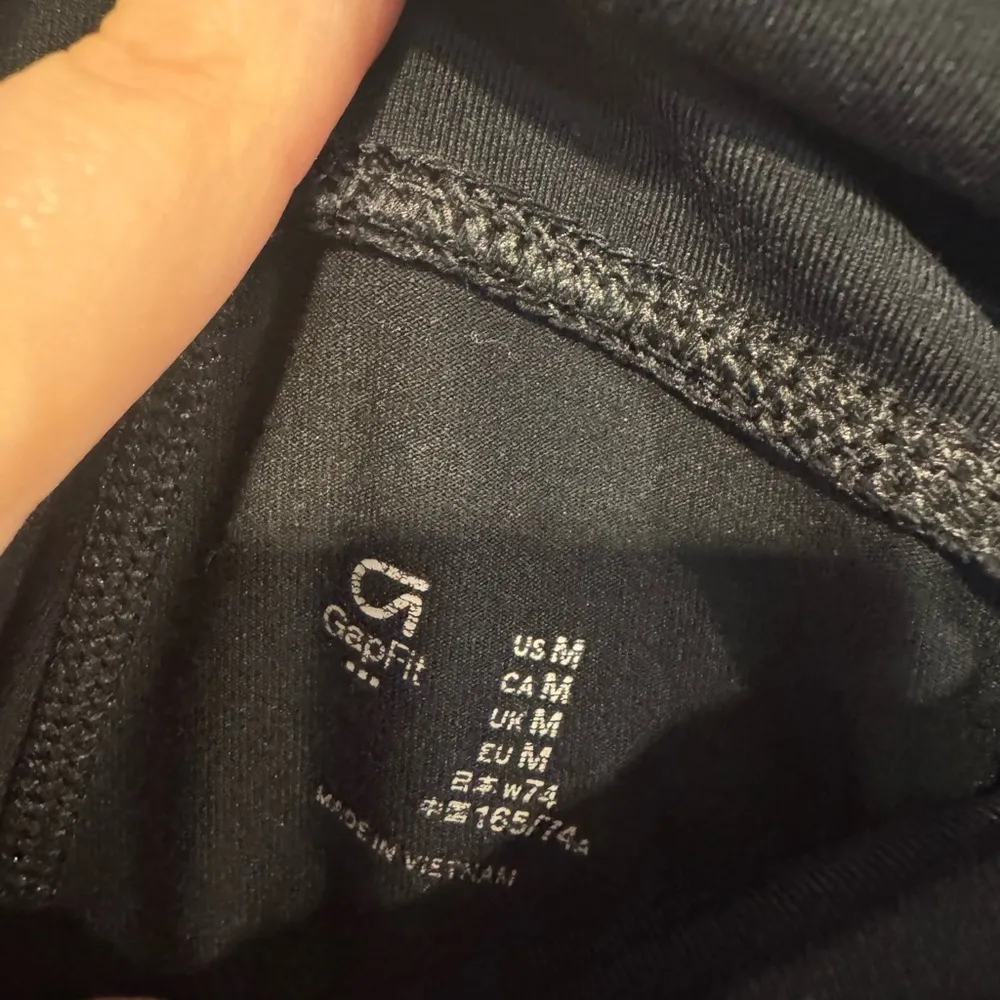 GapFit
US M
CA M
UK M
EU M
日本 W74
中国 165/74A
MADE IN VIETNAM